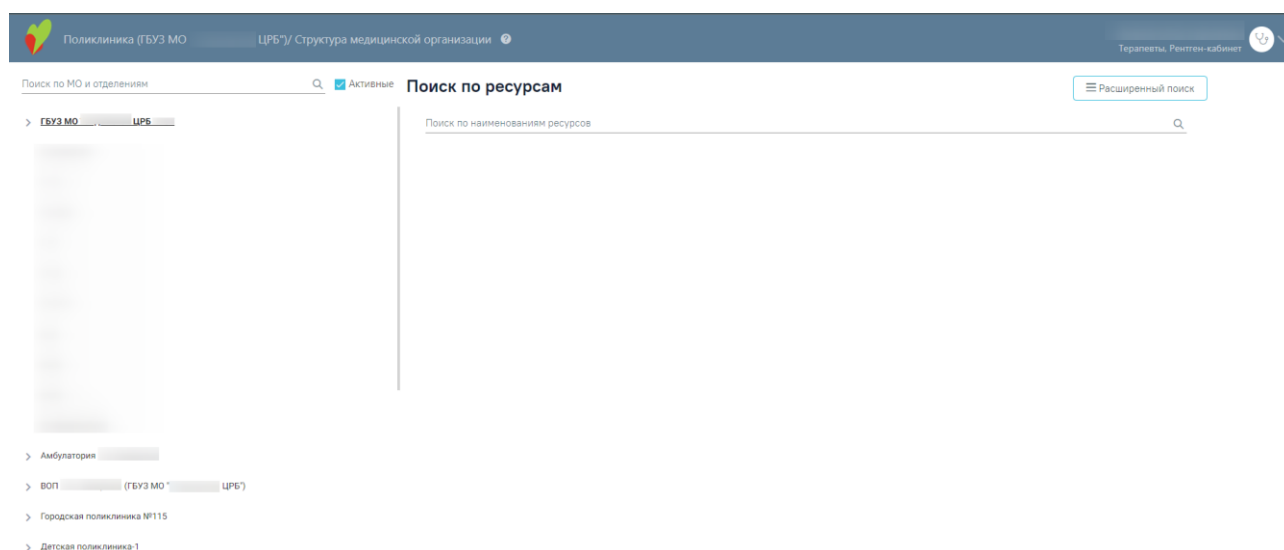 Поликлиника (ГБУЗ МО ЦРБ")/ Структура медицинской организации ?
Терапевты, Рентген-кабинет
Поиск по МО и отделениям
Активные
Поиск по ресурсам
Расширенный поиск
ГБУЗ МО ЦРБ
Поиск по наименованиям ресурсов
Амбулатория
ВОП (ГБУЗ МО " ЦРБ")
Городская поликлиника №115
Детская поликлиника-1